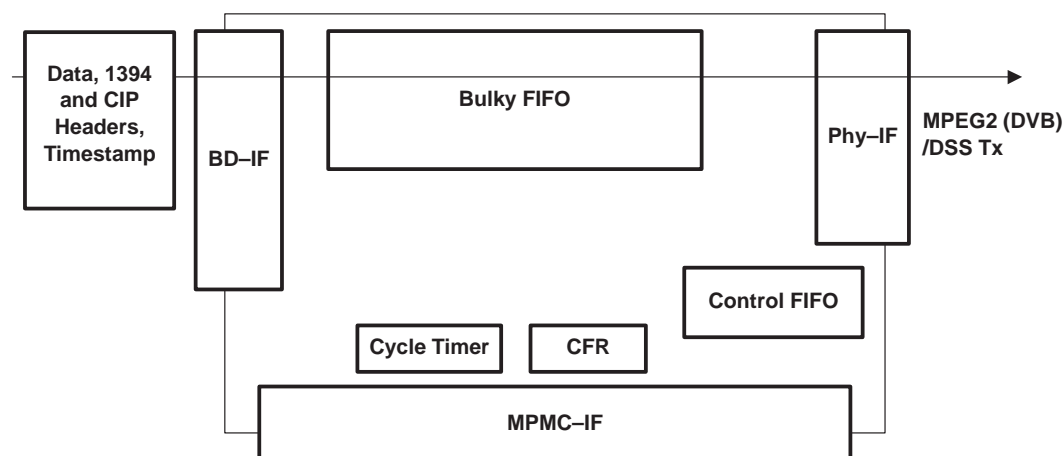 Data, 1394
and CIP
Headers,
Timestamp
BD–IF
Bulky FIFO
Phy–IF
MPEG2 (DVB)
/DSS Tx
Control FIFO
Cycle Timer
CFR
MPMC–IF